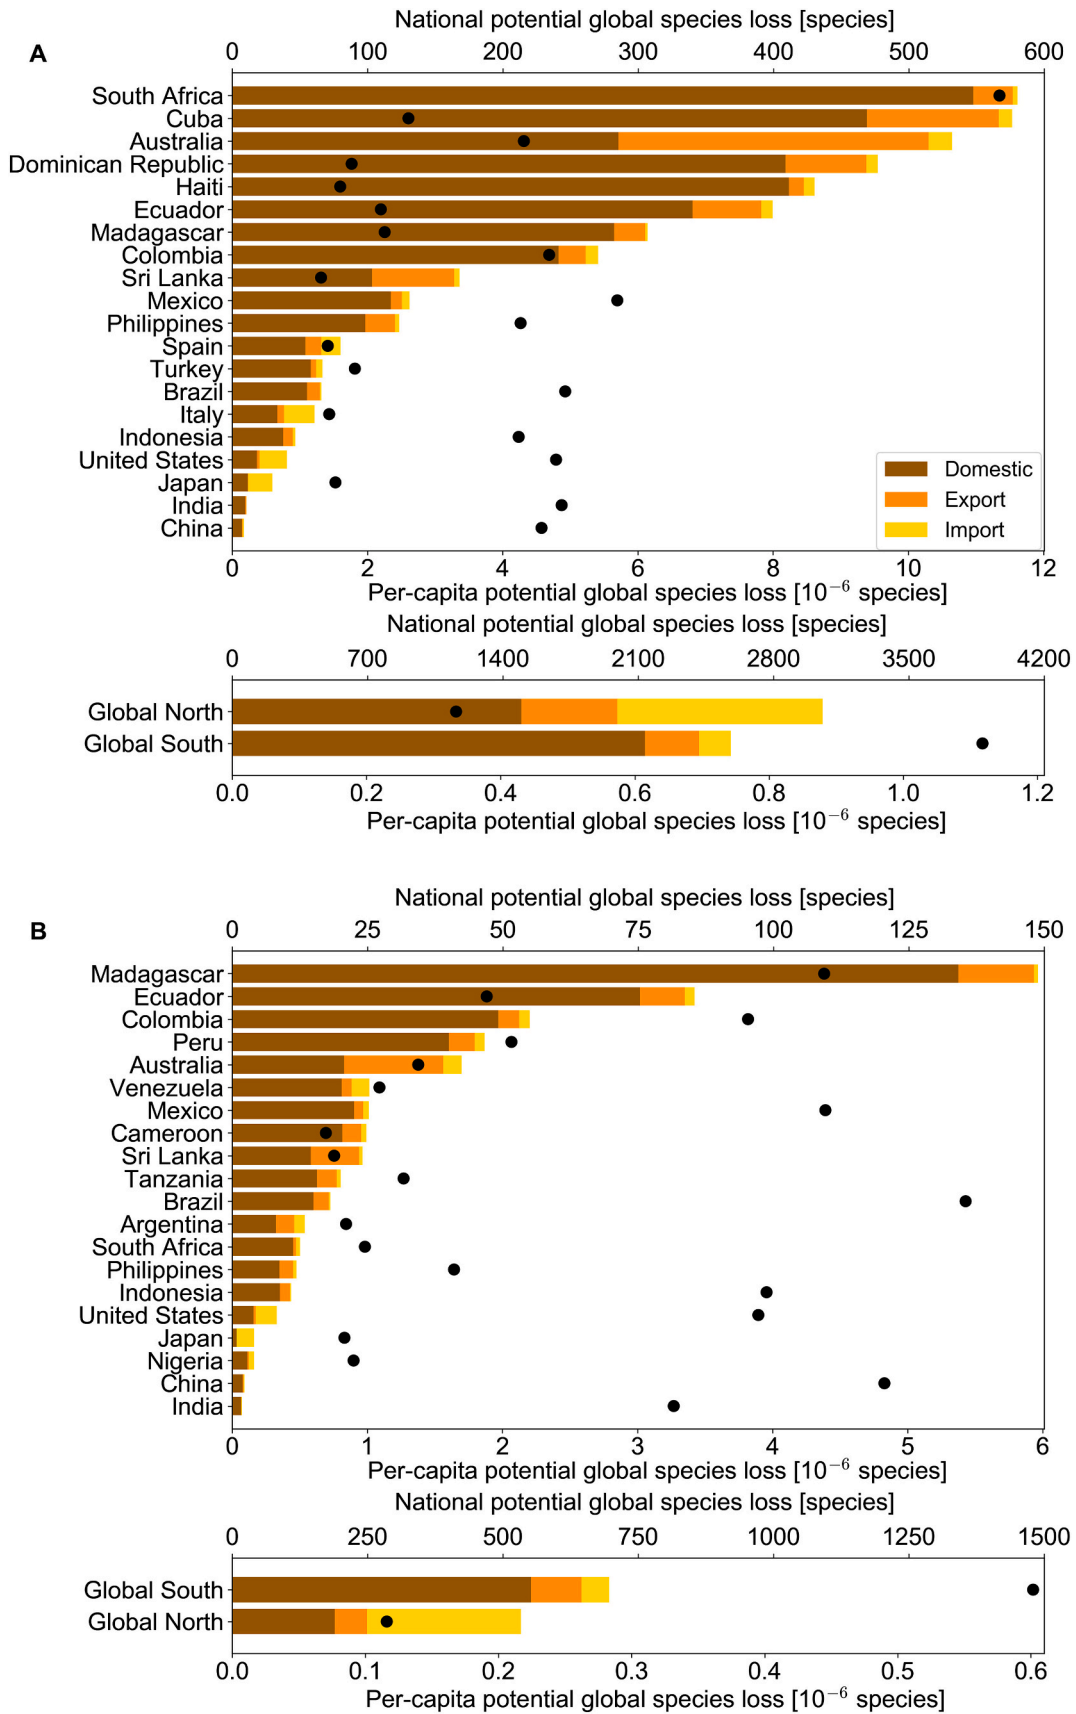 National potential global species loss [species]
A
0 100 200 300 400 500 600
South Africa
Cuba
Australia
Dominican Republic
Haiti
Ecuador
Madagascar
Colombia
Sri Lanka
Mexico
Philippines
Spain
Turkey
Brazil
Italy
Indonesia
United States
Japan
India
China
Domestic
Export
Import
0 2 4 6 8 10 12
Per-capita potential global species loss [10⁻⁶ species]
National potential global species loss [species]
0 700 1400 2100 2800 3500 4200
Global North
Global South
0.0 0.2 0.4 0.6 0.8 1.0 1.2
Per-capita potential global species loss [10⁻⁶ species]
National potential global species loss [species]
B
0 25 50 75 100 125 150
Madagascar
Ecuador
Colombia
Peru
Australia
Venezuela
Mexico
Cameroon
Sri Lanka
Tanzania
Brazil
Argentina
South Africa
Philippines
Indonesia
United States
Japan
Nigeria
China
India
0 1 2 3 4 5 6
Per-capita potential global species loss [10⁻⁶ species]
National potential global species loss [species]
0 250 500 750 1000 1250 1500
Global South
Global North
0.0 0.1 0.2 0.3 0.4 0.5 0.6
Per-capita potential global species loss [10⁻⁶ species]